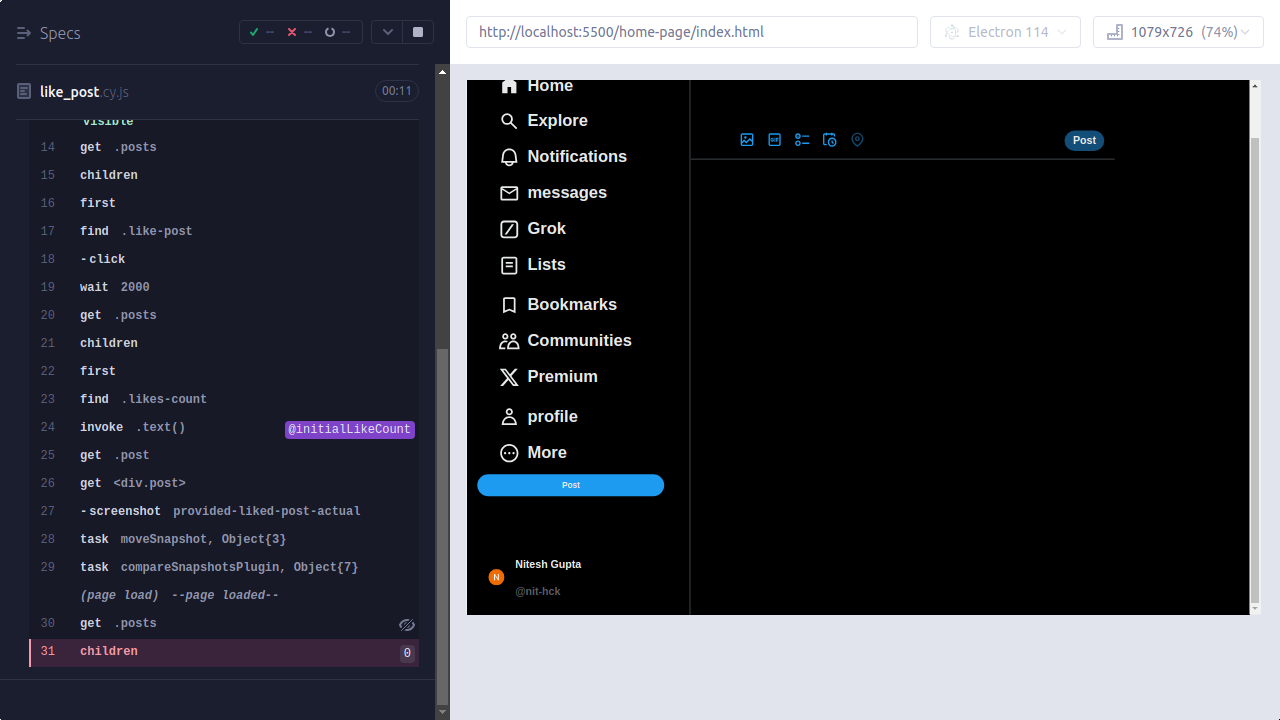 Specs
like_post.cy.js
00:11
visible
14 get .posts
15 children
16 first
17 find .like-post
18 -click
19 wait 2000
20 get .posts
21 children
22 first
23 find .likes-count
24 invoke .text() @initialLikeCount
25 get .post
26 get <div.post>
27 -screenshot provided-liked-post-actual
28 task moveSnapshot, Object{3}
29 task compareSnapshotsPlugin, Object{7}
(page load) --page loaded--
30 get .posts
31 children 0
http://localhost:5500/home-page/index.html
Electron 114
1079x726 (74%)
Home
Explore
Notifications
messages
Grok
Lists
Bookmarks
Communities
Premium
profile
More
Post
N
Nitesh Gupta
@nit-hck
GIF
Post